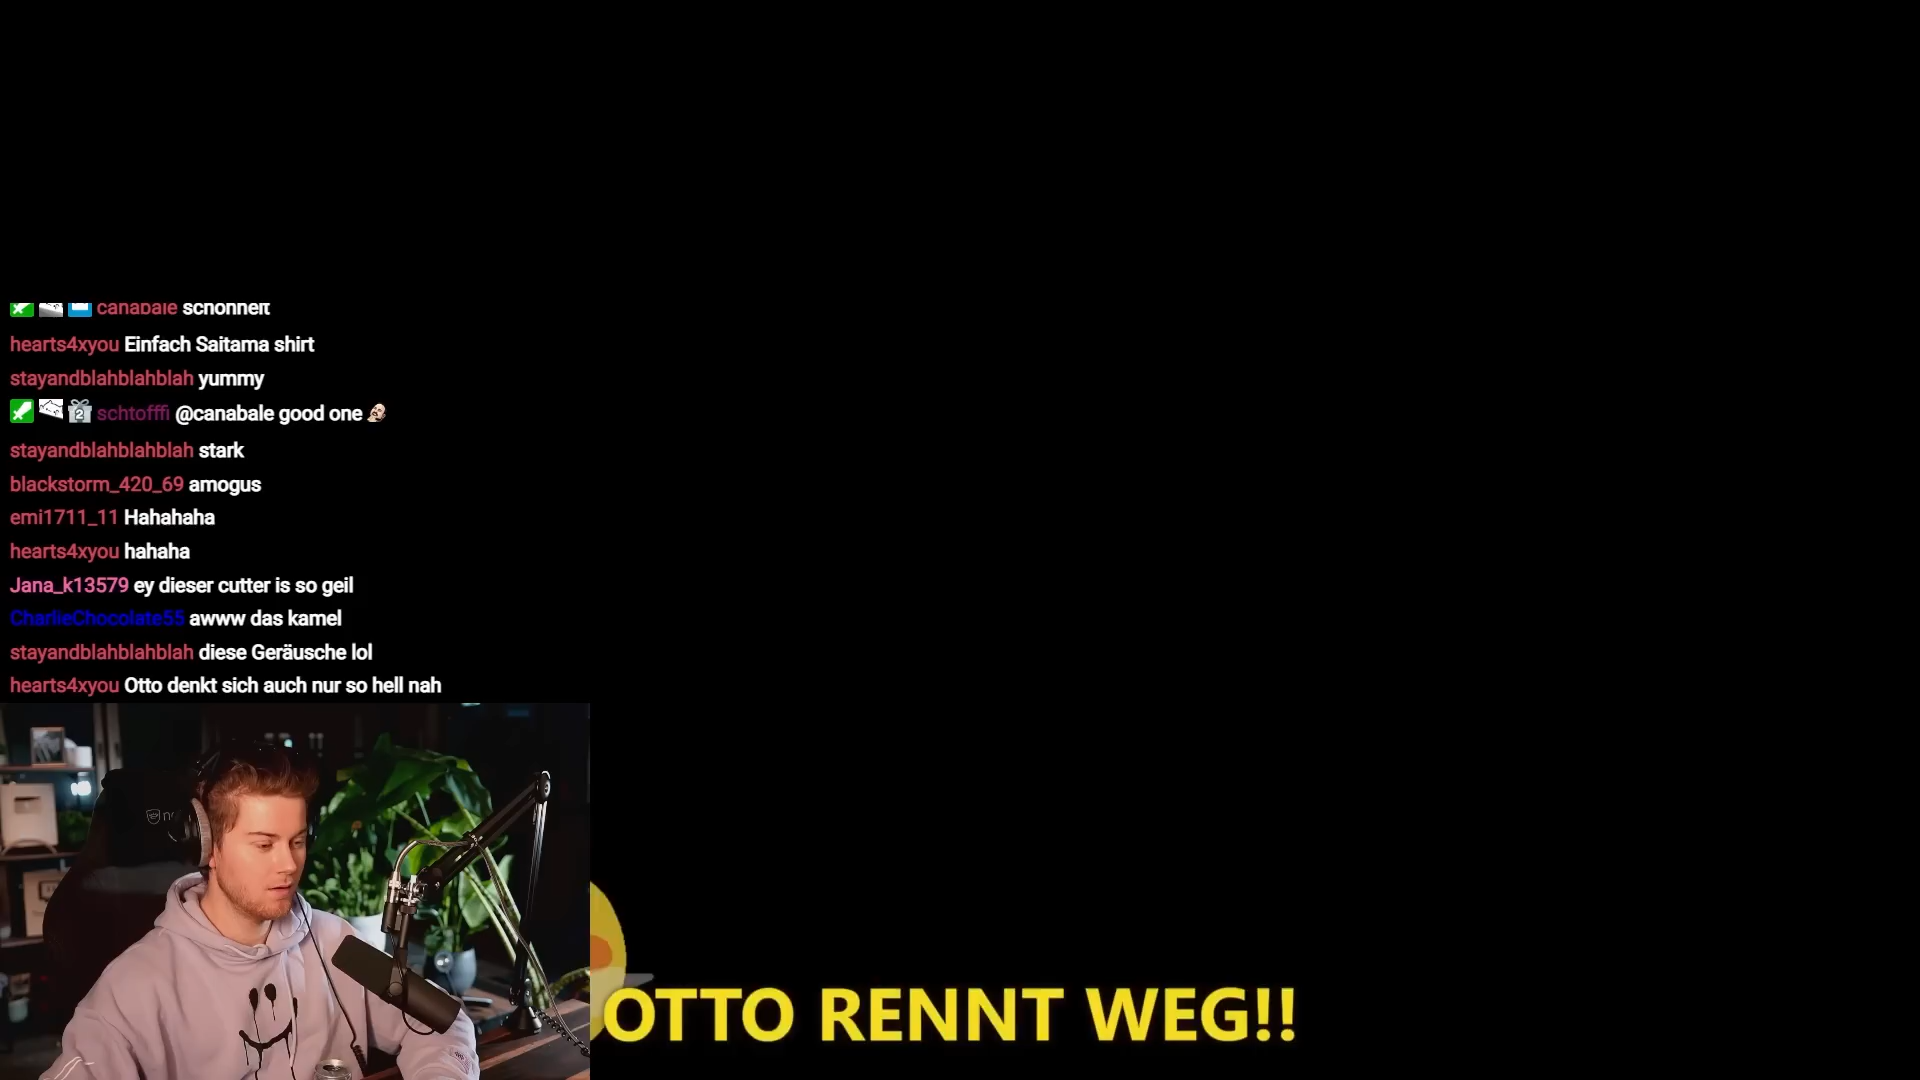 canabale schönheit
hearts4xyou Einfach Saitama shirt
stayandblahblahblah yummy
2 schtofffi @canabale good one
stayandblahblahblah stark
blackstorm_420_69 amogus
emi1711_11 Hahahaha
hearts4xyou hahaha
Jana_k13579 ey dieser cutter is so geil
CharlieChocolate55 awww das kamel
stayandblahblahblah diese Geräusche lol
hearts4xyou Otto denkt sich auch nur so hell nah
OTTO RENNT WEG!!